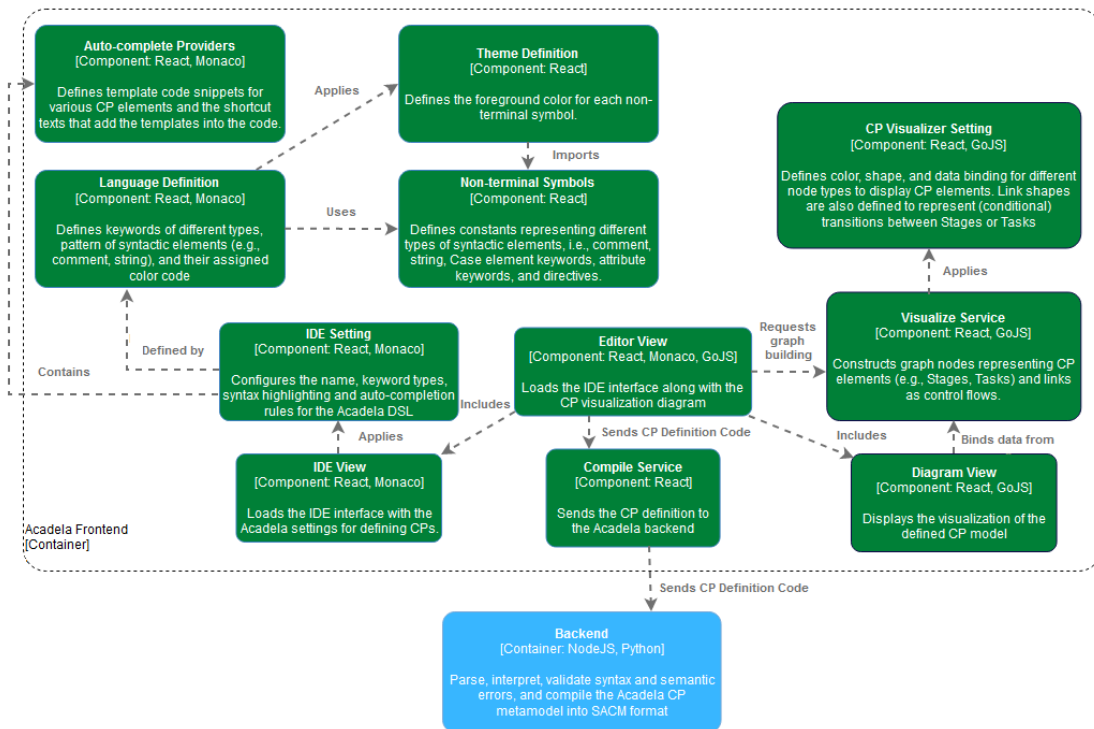 Auto-complete Providers
[Component: React, Monaco]
Defines template code snippets for
various CP elements and the shortcut
texts that add the templates into the code.
Applies
Theme Definition
[Component: React]
Defines the foreground color for each non-
terminal symbol.
Imports
CP Visualizer Setting
[Component: React, GoJS]
Defines color, shape, and data binding for different
node types to display CP elements. Link shapes
are also defined to represent (conditional)
transitions between Stages or Tasks
Language Definition
[Component: React, Monaco]
Defines keywords of different types,
pattern of syntactic elements (e.g.,
comment, string), and their assigned
color code
Uses
Non-terminal Symbols
[Component: React]
Defines constants representing different
types of syntactic elements, i.e., comment,
string, Case element keywords, attribute
keywords, and directives.
Applies
Defined by
Contains
IDE Setting
[Component: React, Monaco]
Configures the name, keyword types,
syntax highlighting and auto-completion
rules for the Acadela DSL
Editor View
[Component: React, Monaco, GoJS]
Loads the IDE interface along with the
CP visualization diagram
Requests
graph
building
Visualize Service
[Component: React, GoJS]
Constructs graph nodes representing CP
elements (e.g., Stages, Tasks) and links
as control flows.
Includes
Applies
Sends CP Definition Code
Includes
Binds data from
IDE View
[Component: React, Monaco]
Loads the IDE interface with the
Acadela settings for defining CPs.
Compile Service
[Component: React]
Sends the CP definition to
the Acadela backend
Diagram View
[Component: React, GoJS]
Displays the visualization of the
defined CP model
Acadela Frontend
[Container]
Sends CP Definition Code
Backend
[Container: NodeJS, Python]
Parse, interpret, validate syntax and semantic
errors, and compile the Acadela CP
metamodel into SACM format